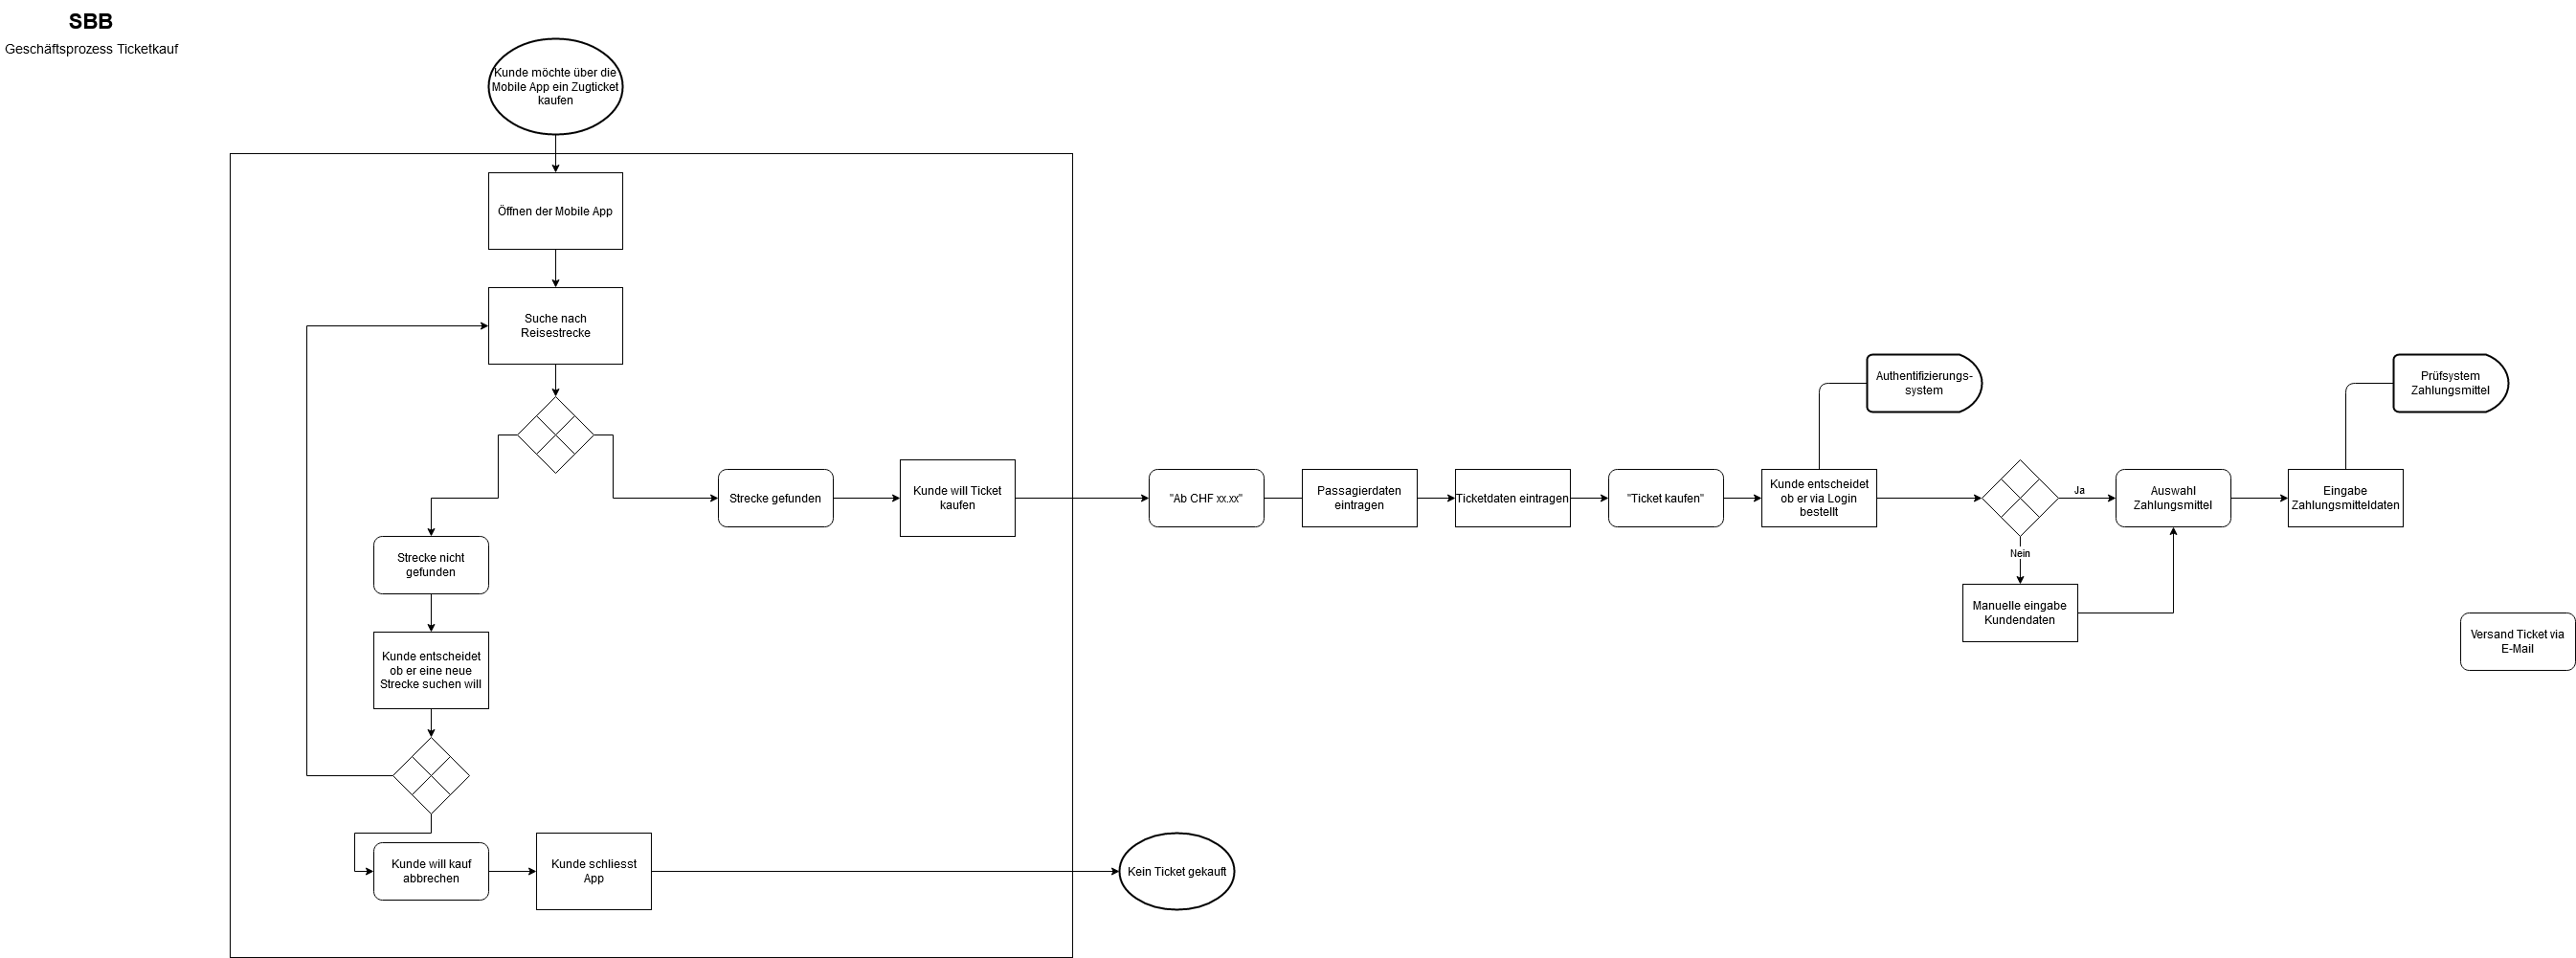 SBB
Geschäftsprozess Ticketkauf
Kunde möchte über die
Mobile App ein Zugticket
kaufen
Öffnen der Mobile App
Suche nach
Reisestrecke
Strecke gefunden
Kunde will Ticket
kaufen
Strecke nicht
gefunden
Kunde entscheidet
ob er eine neue
Strecke suchen will
Kunde will kauf
abbrechen
Kunde schliesst
App
Kein Ticket gekauft
"Ab CHF xx.xx"
Passagierdaten
eintragen
Ticketdaten eintragen
"Ticket kaufen"
Kunde entscheidet
ob er via Login
bestellt
Authentifizierungs-
system
Ja
Nein
Manuelle eingabe
Kundendaten
Auswahl
Zahlungsmittel
Eingabe
Zahlungsmitteldaten
Prüfsystem
Zahlungsmittel
Versand Ticket via
E-Mail